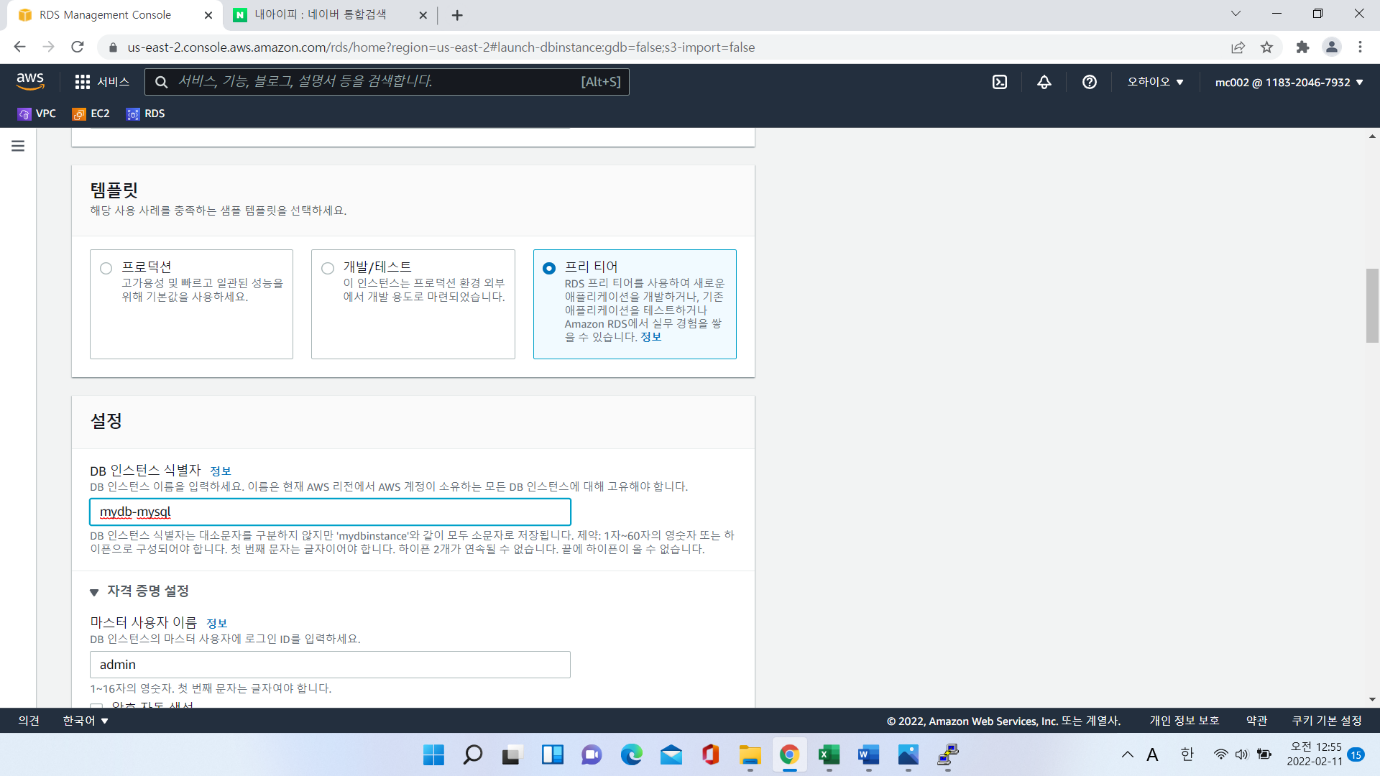 RDS Management Console
내아이피 : 네이버 통합검색
us-east-2.console.aws.amazon.com/rds/home?region=us-east-2#launch-dbinstance:gdb=false;s3-import=false
aws
서비스
서비스, 기능, 블로그, 설명서 등을 검색합니다.
[Alt+S]
오하이오 ▼
mc002 @ 1183-2046-7932 ▼
VPC
EC2
RDS
템플릿
해당 사용 사례를 충족하는 샘플 템플릿을 선택하세요.
프로덕션
고가용성 및 빠르고 일관된 성능을
위해 기본값을 사용하세요.
개발/테스트
이 인스턴스는 프로덕션 환경 외부
에서 개발 용도로 마련되었습니다.
프리 티어
RDS 프리 티어를 사용하여 새로운
애플리케이션을 개발하거나, 기존
애플리케이션을 테스트하거나
Amazon RDS에서 실무 경험을 쌓
을 수 있습니다. 정보
설정
DB 인스턴스 식별자 정보
DB 인스턴스 이름을 입력하세요. 이름은 현재 AWS 리전에서 AWS 계정이 소유하는 모든 DB 인스턴스에 대해 고유해야 합니다.
mydb-mysql
DB 인스턴스 식별자는 대소문자를 구분하지 않지만 'mydbinstance'와 같이 모두 소문자로 저장됩니다. 제약: 1자~60자의 영숫자 또는 하
이픈으로 구성되어야 합니다. 첫 번째 문자는 글자이어야 합니다. 하이픈 2개가 연속될 수 없습니다. 끝에 하이픈이 올 수 없습니다.
▼ 자격 증명 설정
마스터 사용자 이름 정보
DB 인스턴스의 마스터 사용자에 로그인 ID를 입력하세요.
admin
1~16자의 영숫자. 첫 번째 문자는 글자여야 합니다.
암호 자동 생성
의견
한국어 ▼
© 2022, Amazon Web Services, Inc. 또는 계열사.
개인 정보 보호
약관
쿠키 기본 설정
A
한
오전 12:55
2022-02-11
15